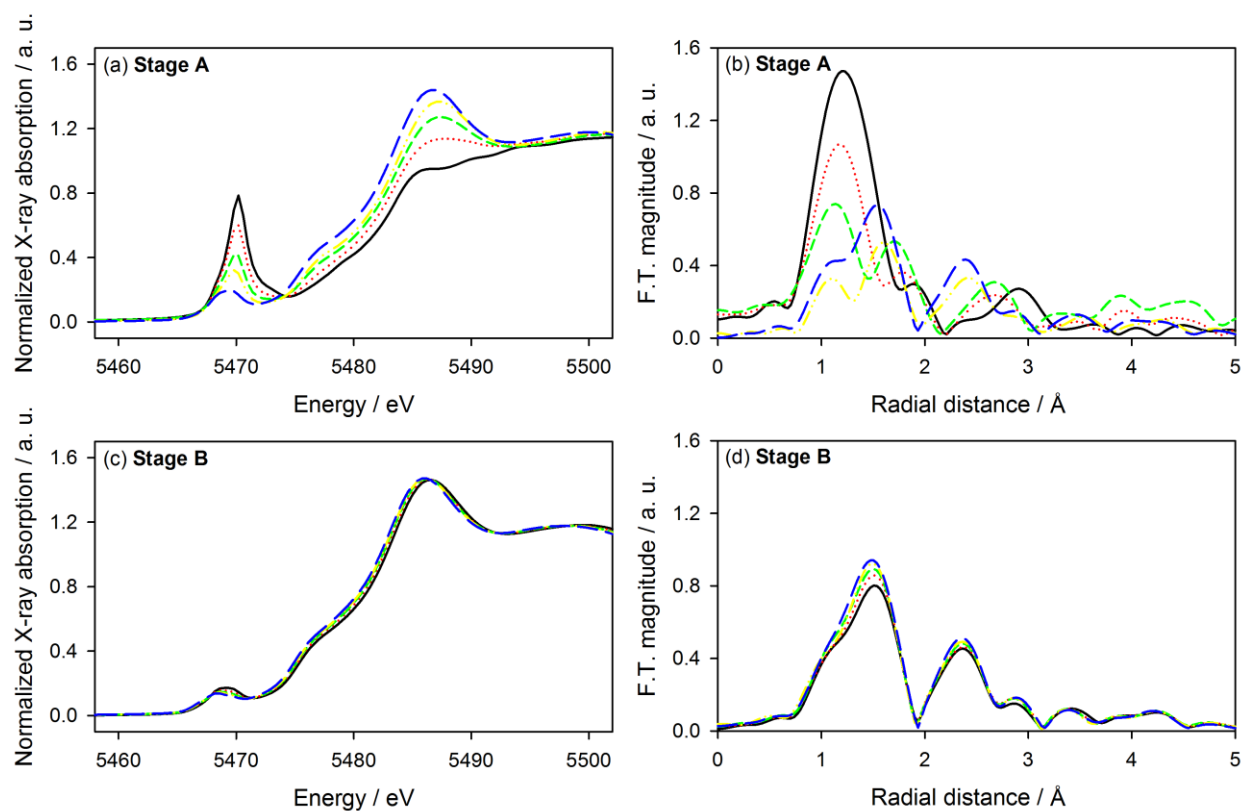 (a) Stage A
Normalized X-ray absorption / a. u.
1.6
1.2
0.8
0.4
0.0
5460 5470 5480 5490 5500
Energy / eV
(b) Stage A
F.T. magnitude / a. u.
1.6
1.2
0.8
0.4
0.0
0 1 2 3 4 5
Radial distance / Å
(c) Stage B
Normalized X-ray absorption / a. u.
1.6
1.2
0.8
0.4
0.0
5460 5470 5480 5490 5500
Energy / eV
(d) Stage B
F.T. magnitude / a. u.
1.6
1.2
0.8
0.4
0.0
0 1 2 3 4 5
Radial distance / Å